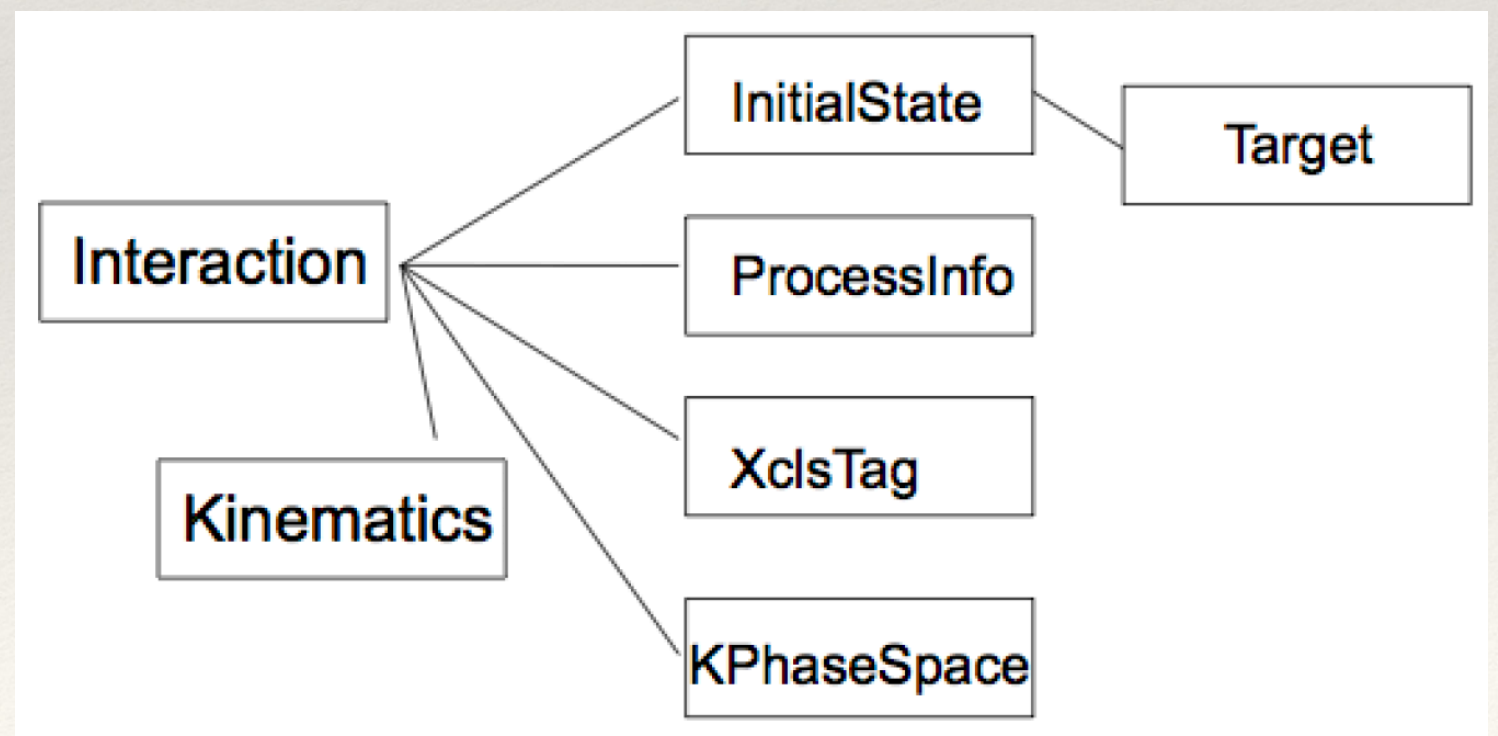 Interaction
InitialState
Target
ProcessInfo
XclsTag
Kinematics
KPhaseSpace